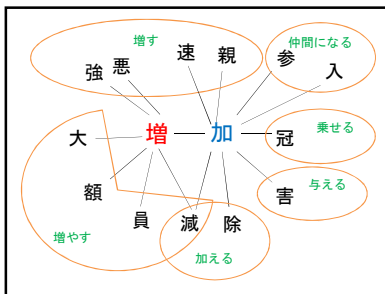 増す
仲間になる
速
親
参
強
悪
入
増
加
大
冠
乗せる
額
害
与える
員
減
除
増やす
加える